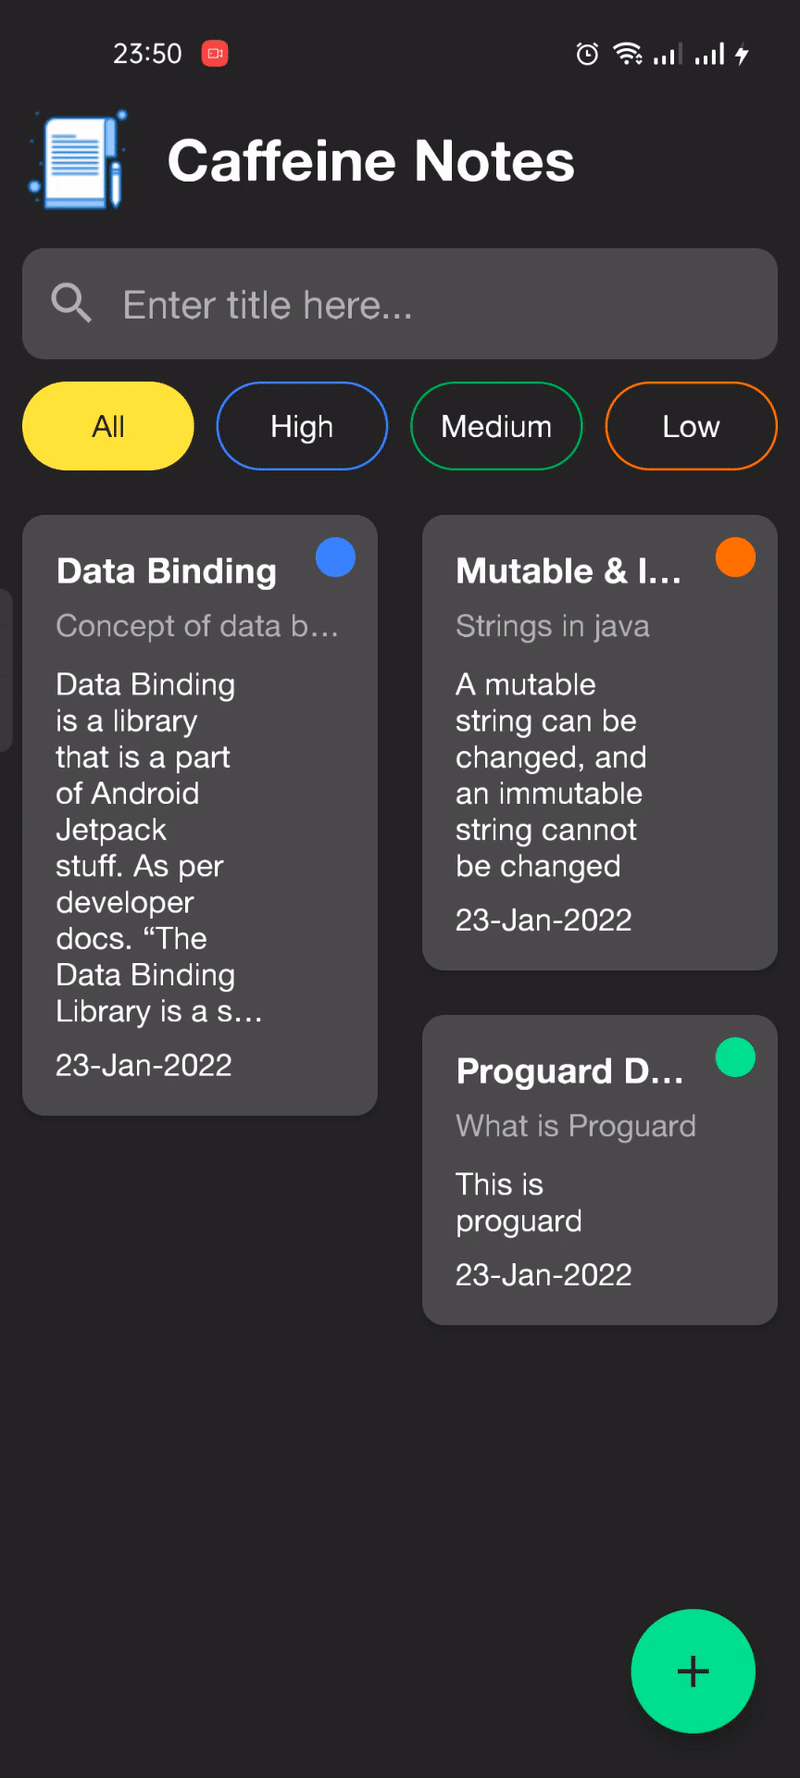 23:50
Caffeine Notes
Enter title here...
All
High
Medium
Low
Data Binding
Concept of data b...
Data Binding
is a library
that is a part
of Android
Jetpack
stuff. As per
developer
docs. “The
Data Binding
Library is a s...
23-Jan-2022
Mutable & I...
Strings in java
A mutable
string can be
changed, and
an immutable
string cannot
be changed
23-Jan-2022
Proguard D...
What is Proguard
This is
proguard
23-Jan-2022
+